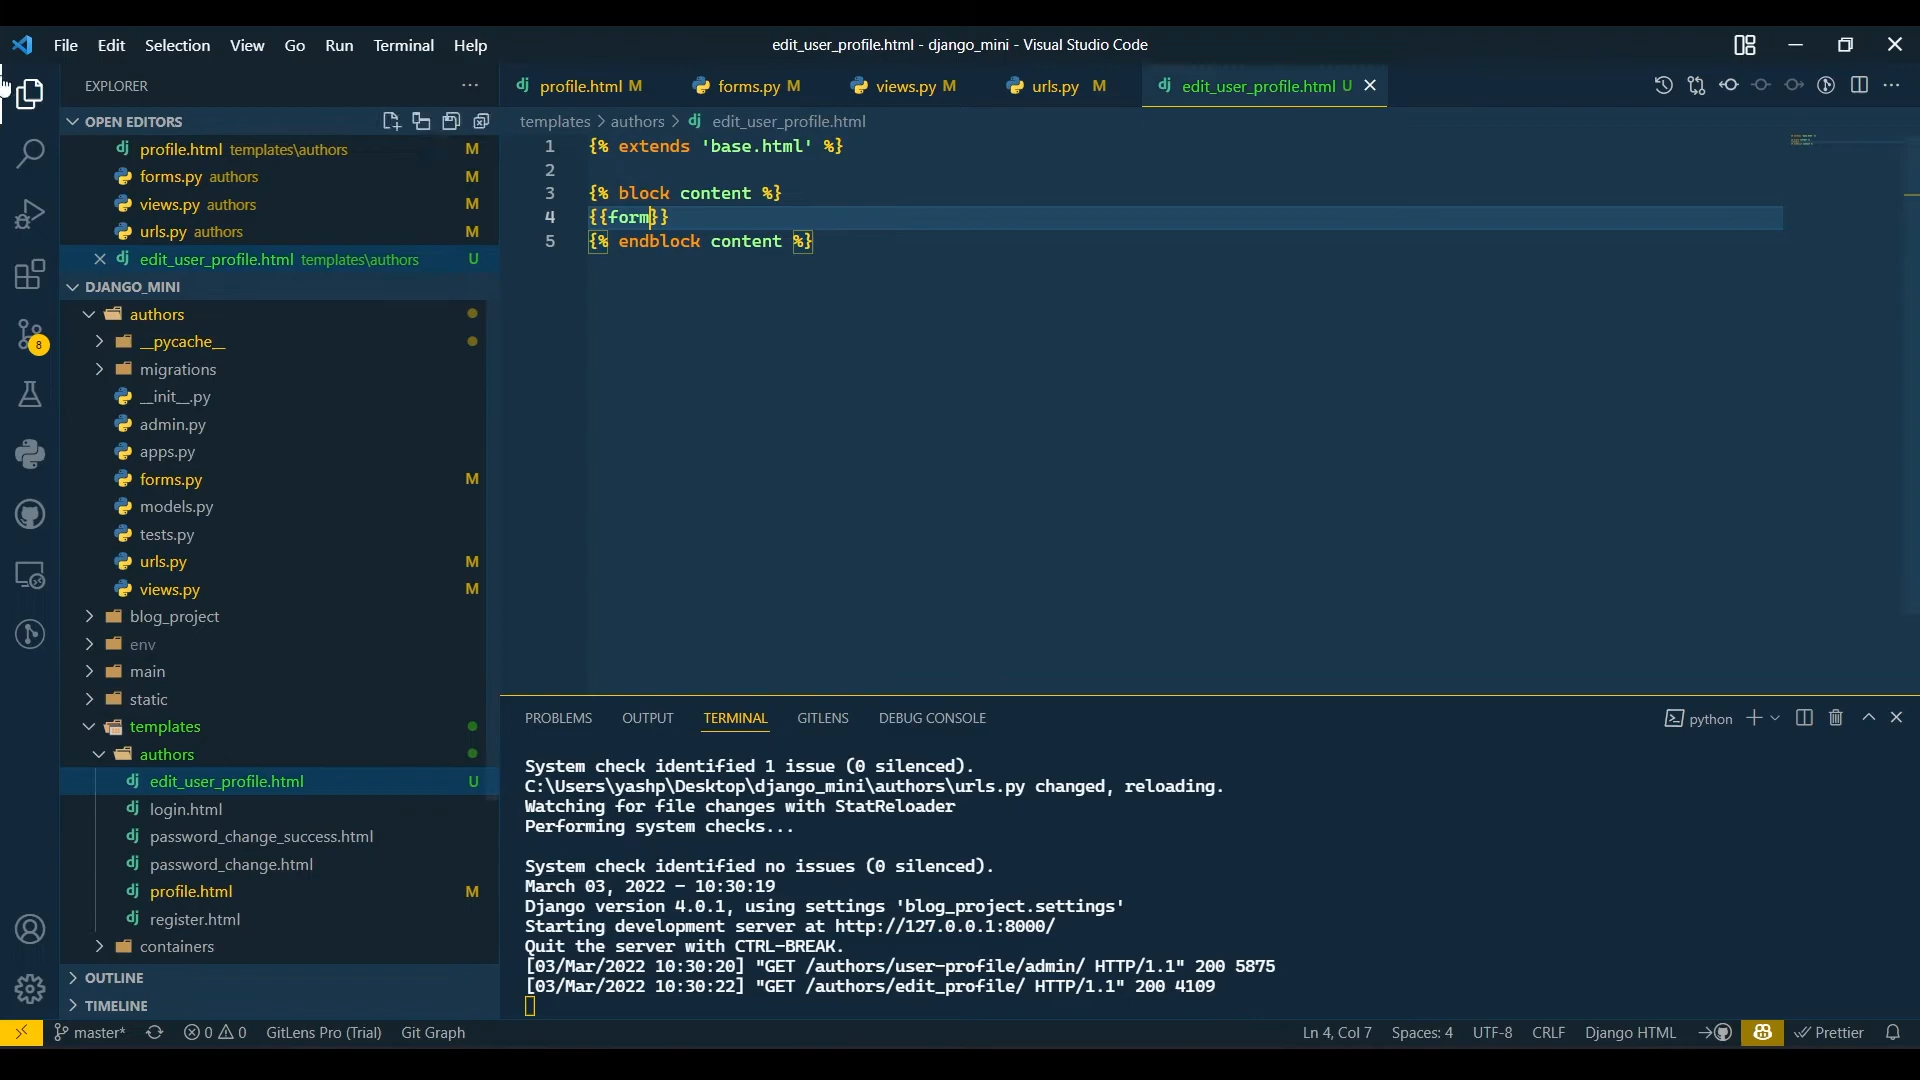 File Edit Selection View Go Run Terminal Help
edit_user_profile.html - django_mini - Visual Studio Code
EXPLORER
profile.html M forms.py M views.py M urls.py M edit_user_profile.html U
OPEN EDITORS
templates > authors > edit_user_profile.html
profile.html templates\authors M
forms.py authors M
views.py authors M
urls.py authors M
edit_user_profile.html templates\authors U
1 {% extends 'base.html' %}
2
3 {% block content %}
4 {{form}}
5 {% endblock content %}
DJANGO_MINI
authors
__pycache__
migrations
__init__.py
admin.py
apps.py
forms.py M
models.py
tests.py
urls.py M
views.py M
blog_project
env
main
static
templates
authors
edit_user_profile.html U
login.html
password_change_success.html
password_change.html
profile.html M
register.html
containers
OUTLINE
TIMELINE
8
PROBLEMS OUTPUT TERMINAL GITLENS DEBUG CONSOLE
python
System check identified 1 issue (0 silenced).
C:\Users\yashp\Desktop\django_mini\authors\urls.py changed, reloading.
Watching for file changes with StatReloader
Performing system checks...
System check identified no issues (0 silenced).
March 03, 2022 - 10:30:19
Django version 4.0.1, using settings 'blog_project.settings'
Starting development server at http://127.0.0.1:8000/
Quit the server with CTRL-BREAK.
[03/Mar/2022 10:30:20] "GET /authors/user-profile/admin/ HTTP/1.1" 200 5875
[03/Mar/2022 10:30:22] "GET /authors/edit_profile/ HTTP/1.1" 200 4109
master* 0 0 GitLens Pro (Trial) Git Graph
Ln 4, Col 7 Spaces: 4 UTF-8 CRLF Django HTML Prettier